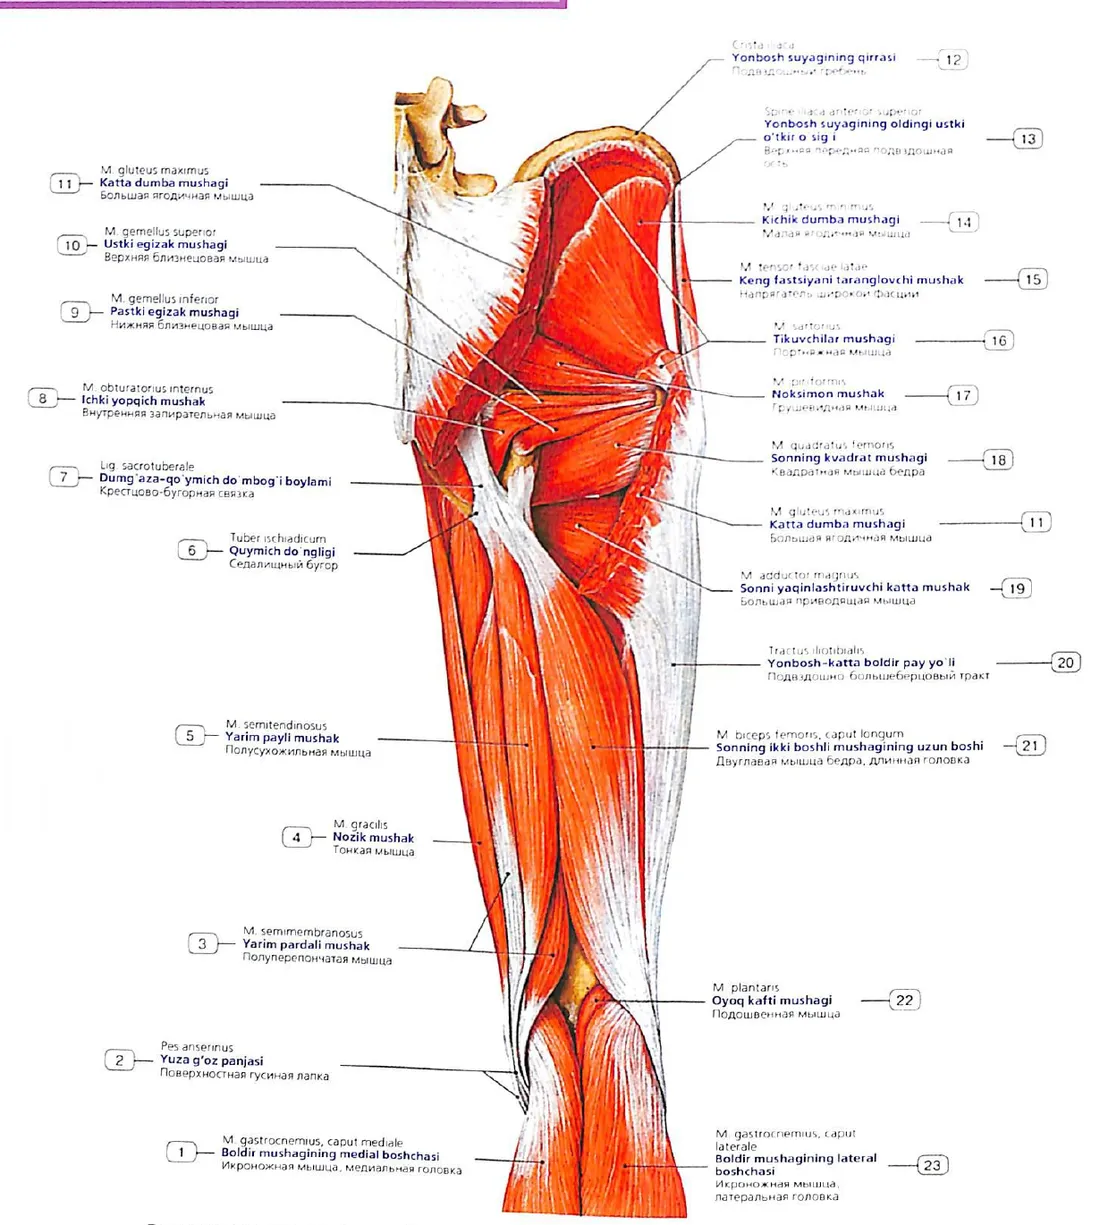 Crista iliaca
Yonbosh suyagining qirrasi
Подвздошный гребень
12
Spina iliaca anterior superior
Yonbosh suyagining oldingi ustki
o'tkir o sig i
Верхняя передняя подвздошная
ость
13
M. gluteus maximus
Katta dumba mushagi
Большая ягодичная мышца
11
M. gluteus minimus
Kichik dumba mushagi
Малая ягодичная мышца
14
M. gemellus superior
Ustki egizak mushagi
Верхняя близнецовая мышца
10
M. tensor fasciae latae
Keng fastsiyani taranglovchi mushak
Напрягатель широкой фасции
15
M. gemellus inferior
Pastki egizak mushagi
Нижняя близнецовая мышца
9
M. sartorius
Tikuvchilar mushagi
Портняжная мышца
16
M. obturatorius internus
Ichki yopqich mushak
Внутренняя запирательная мышца
8
M. piriformis
Noksimon mushak
Грушевидная мышца
17
M. quadratus femoris
Sonning kvadrat mushagi
Квадратная мышца бедра
18
Lig. sacrotuberale
Dumg'aza-qo'ymich do'mbog'i boylami
Крестцово-бугорная связка
7
M. gluteus maximus
Katta dumba mushagi
Большая ягодичная мышца
11
Tuber ischiadicum
Quymich do'ngligi
Седалищный бугор
6
M. adductor magnus
Sonni yaqinlashtiruvchi katta mushak
Большая приводящая мышца
19
Tractus iliotibialis
Yonbosh-katta boldir pay yo'li
Подвздошно большеберцовый тракт
20
M. semitendinosus
Yarim payli mushak
Полусухожильная мышца
5
M. biceps femoris, caput longum
Sonning ikki boshli mushagining uzun boshi
Двуглавая мышца бедра, длинная головка
21
M. gracilis
Nozik mushak
Тонкая мышца
4
M. semimembranosus
Yarim pardali mushak
Полуперепончатая мышца
3
M. plantaris
Oyoq kafti mushagi
Подошвенная мышца
22
Pes anserinus
Yuza g'oz panjasi
Поверхностная гусиная лапка
2
M. gastrocnemius, caput mediale
Boldir mushagining medial boshchasi
Икроножная мышца, медиальная головка
1
M. gastrocnemius, caput
laterale
Boldir mushagining lateral
boshchasi
Икроножная мышца,
латеральная головка
23